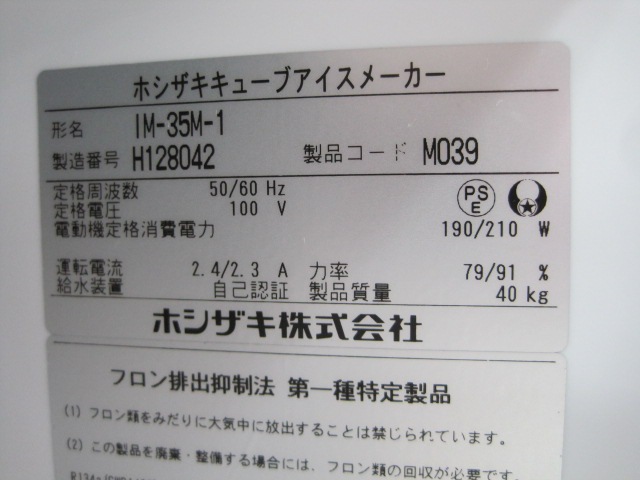 ホシザキキューブアイスメーカー
形名 IM-35M-1
製造番号 H128042 製品コード M039
定格周波数 50/60 Hz
定格電圧 100 V
PS E
電動機定格消費電力 190/210 W
運転電流 2.4/2.3 A 力率 79/91 %
給水装置 自己認証 製品質量 40 kg
ホシザキ株式会社
フロン排出抑制法 第一種特定製品
(1) フロン類をみだりに大気中に放出することは禁じられています。
(2) この製品を廃棄・整備する場合には、フロン類の回収が必要です。